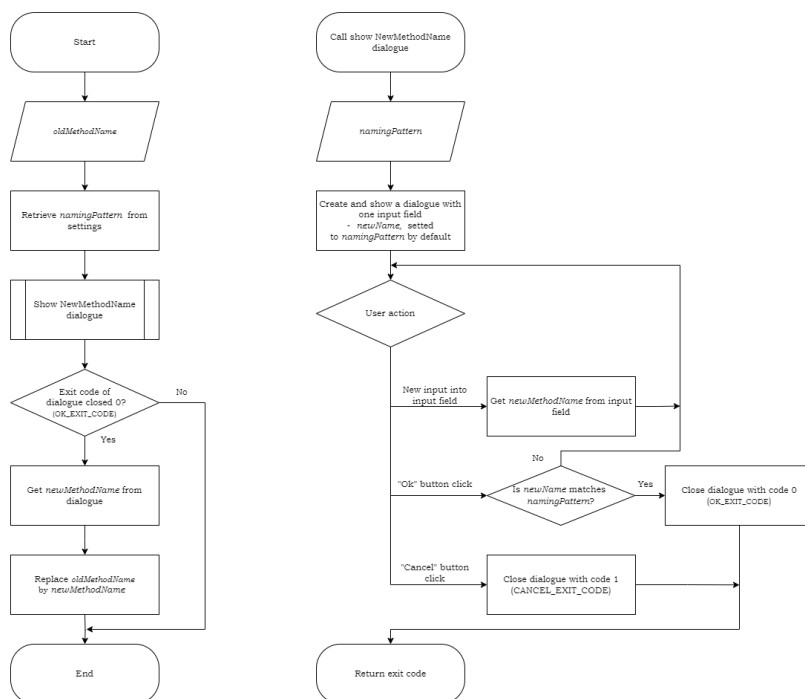 Start
oldMethodName
Retrieve namingPattern from
settings
Show NewMethodName
dialogue
Exit code of
dialogue closed 0?
(OK_EXIT_CODE)
No
Yes
Get newMethodName from
dialogue
Replace oldMethodName
by newMethodName
End
Call show NewMethodName
dialogue
namingPattern
Create and show a dialogue with
one input field
- newName, setted
to namingPattern by default
User action
New input into
input field
Get newMethodName from input
field
No
"Ok" button click
Is newName matches
namingPattern?
Yes
Close dialogue with code 0
(OK_EXIT_CODE)
"Cancel" button
click
Close dialogue with code 1
(CANCEL_EXIT_CODE)
Return exit code